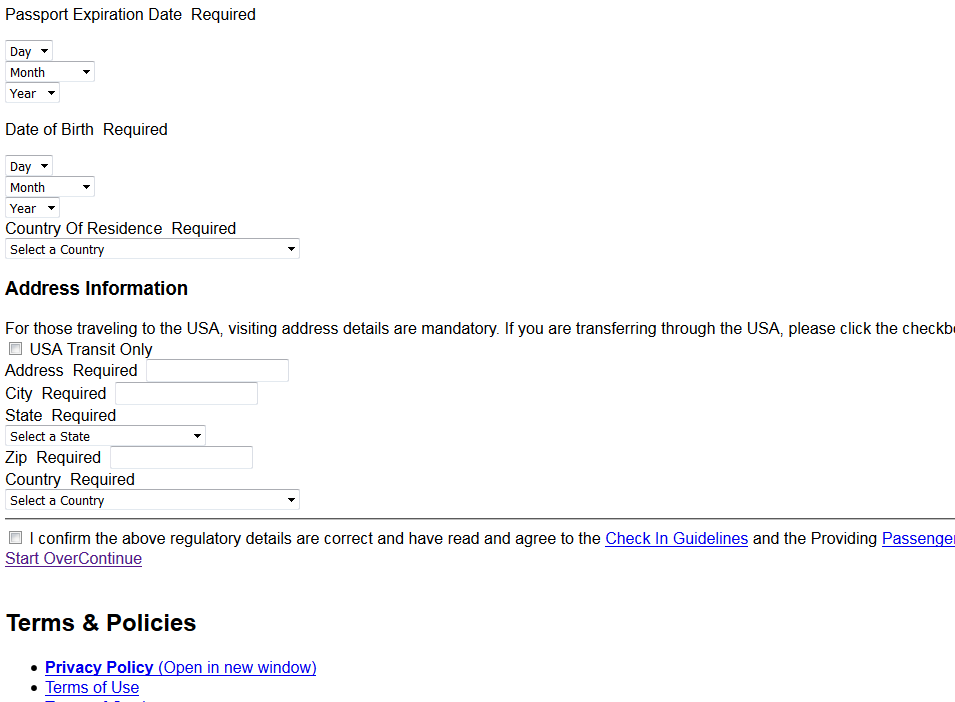 Passport Expiration Date Required
Day
Month
Year
Date of Birth Required
Day
Month
Year
Country Of Residence Required
Select a Country
Address Information
For those traveling to the USA, visiting address details are mandatory. If you are transferring through the USA, please click the
USA Transit Only
Address Required
City Required
State Required
Select a State
Zip Required
Country Required
Select a Country
I confirm the above regulatory details are correct and have read and agree to the Check In Guidelines and the Providing Passenger
Start OverContinue
Terms & Policies
Privacy Policy (Open in new window)
Terms of Use